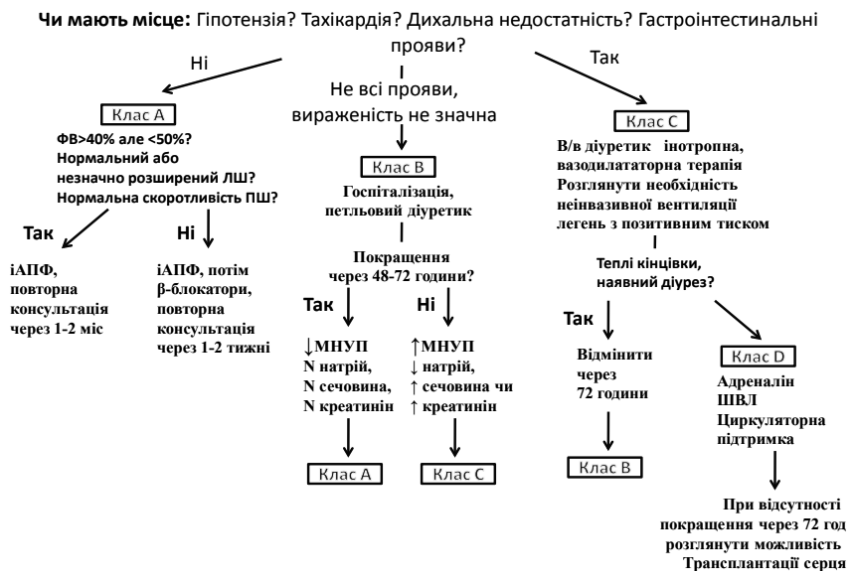 Чи мають місце: Гіпотензія? Тахікардія? Дихальна недостатність? Гастроінтестинальні
прояви?
Ні
Не всі прояви,
вираженість не значна
Так
Клас А
ФВ>40% але <50%?
Нормальний або
незначно розширений ЛШ?
Нормальна скоротливість ПШ?
Так
Ні
іАПФ,
повторна
консультація
через 1-2 міс
іАПФ, потім
β-блокатори,
повторна
консультація
через 1-2 тижні
Клас В
Госпіталізація,
петльовий діуретик
Покращення
через 48-72 години?
Так
Ні
↓МНУП
N натрій,
N сечовина,
N креатинін
↑МНУП
↓ натрій,
↑ сечовина чи
↑ креатинін
Клас А
Клас С
Клас С
В/в діуретик інотропна,
вазодилататорна терапія
Розглянути необхідність
неінвазивної вентиляції
легень з позитивним тиском
Теплі кінцівки,
наявний діурез?
Так
Відмінити
через
72 години
Клас В
Клас D
Адреналін
ШВЛ
Циркуляторна
підтримка
При відсутності
покращення через 72 год
розглянути можливість
Трансплантації серця